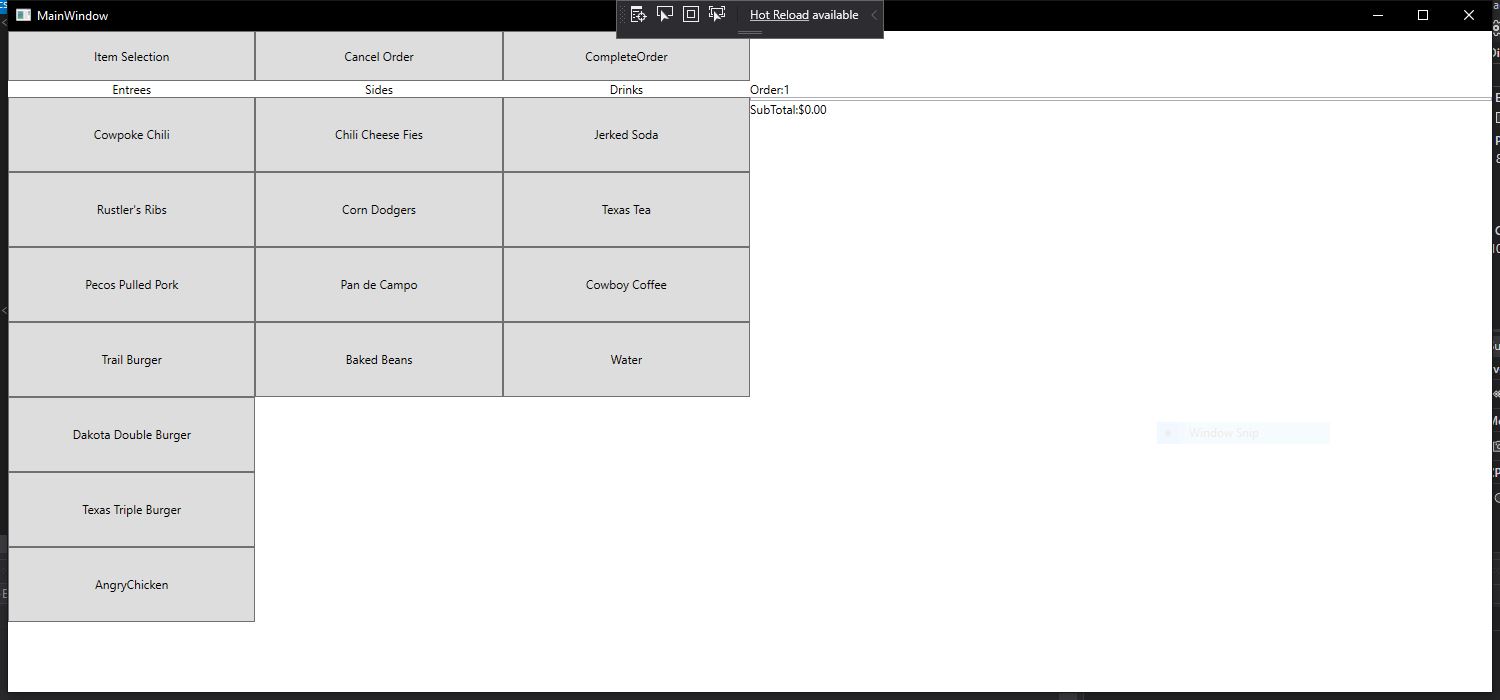 MainWindow
Hot Reload available
Item Selection
Cancel Order
CompleteOrder
Entrees
Sides
Drinks
Order:1
Cowpoke Chili
Chili Cheese Fies
Jerked Soda
SubTotal:$0.00
Rustler's Ribs
Corn Dodgers
Texas Tea
Pecos Pulled Pork
Pan de Campo
Cowboy Coffee
Trail Burger
Baked Beans
Water
Dakota Double Burger
Window Snip
Texas Triple Burger
AngryChicken